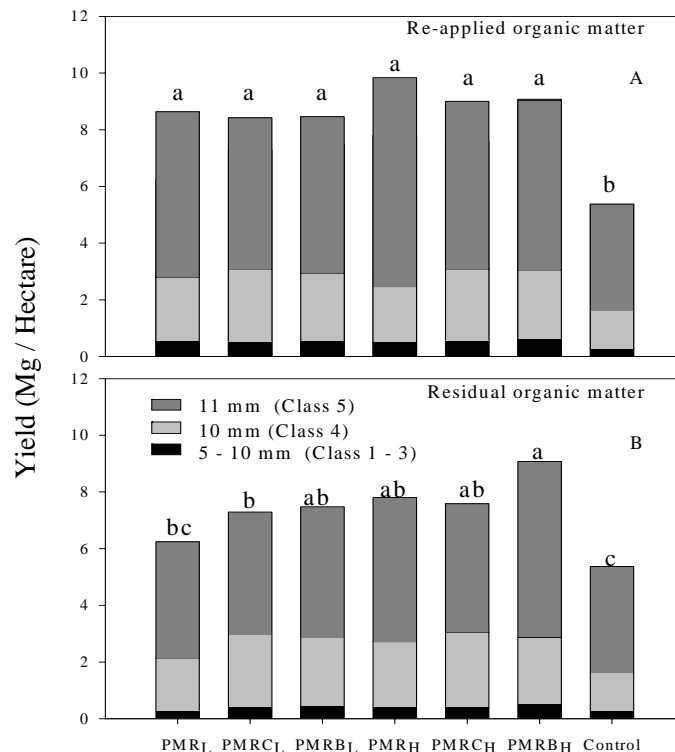 12
Re-applied organic matter
10
8
6
4
2
0
a
a
a
a
a
a
b
A
Yield (Mg / Hectare)
12
Residual organic matter
10
8
6
4
2
0
11 mm (Class 5)
10 mm (Class 4)
5 - 10 mm (Class 1 - 3)
B
bc
b
ab
ab
ab
a
c
PMRL PMRCL PMRBL PMRH PMRCH PMRBH Control